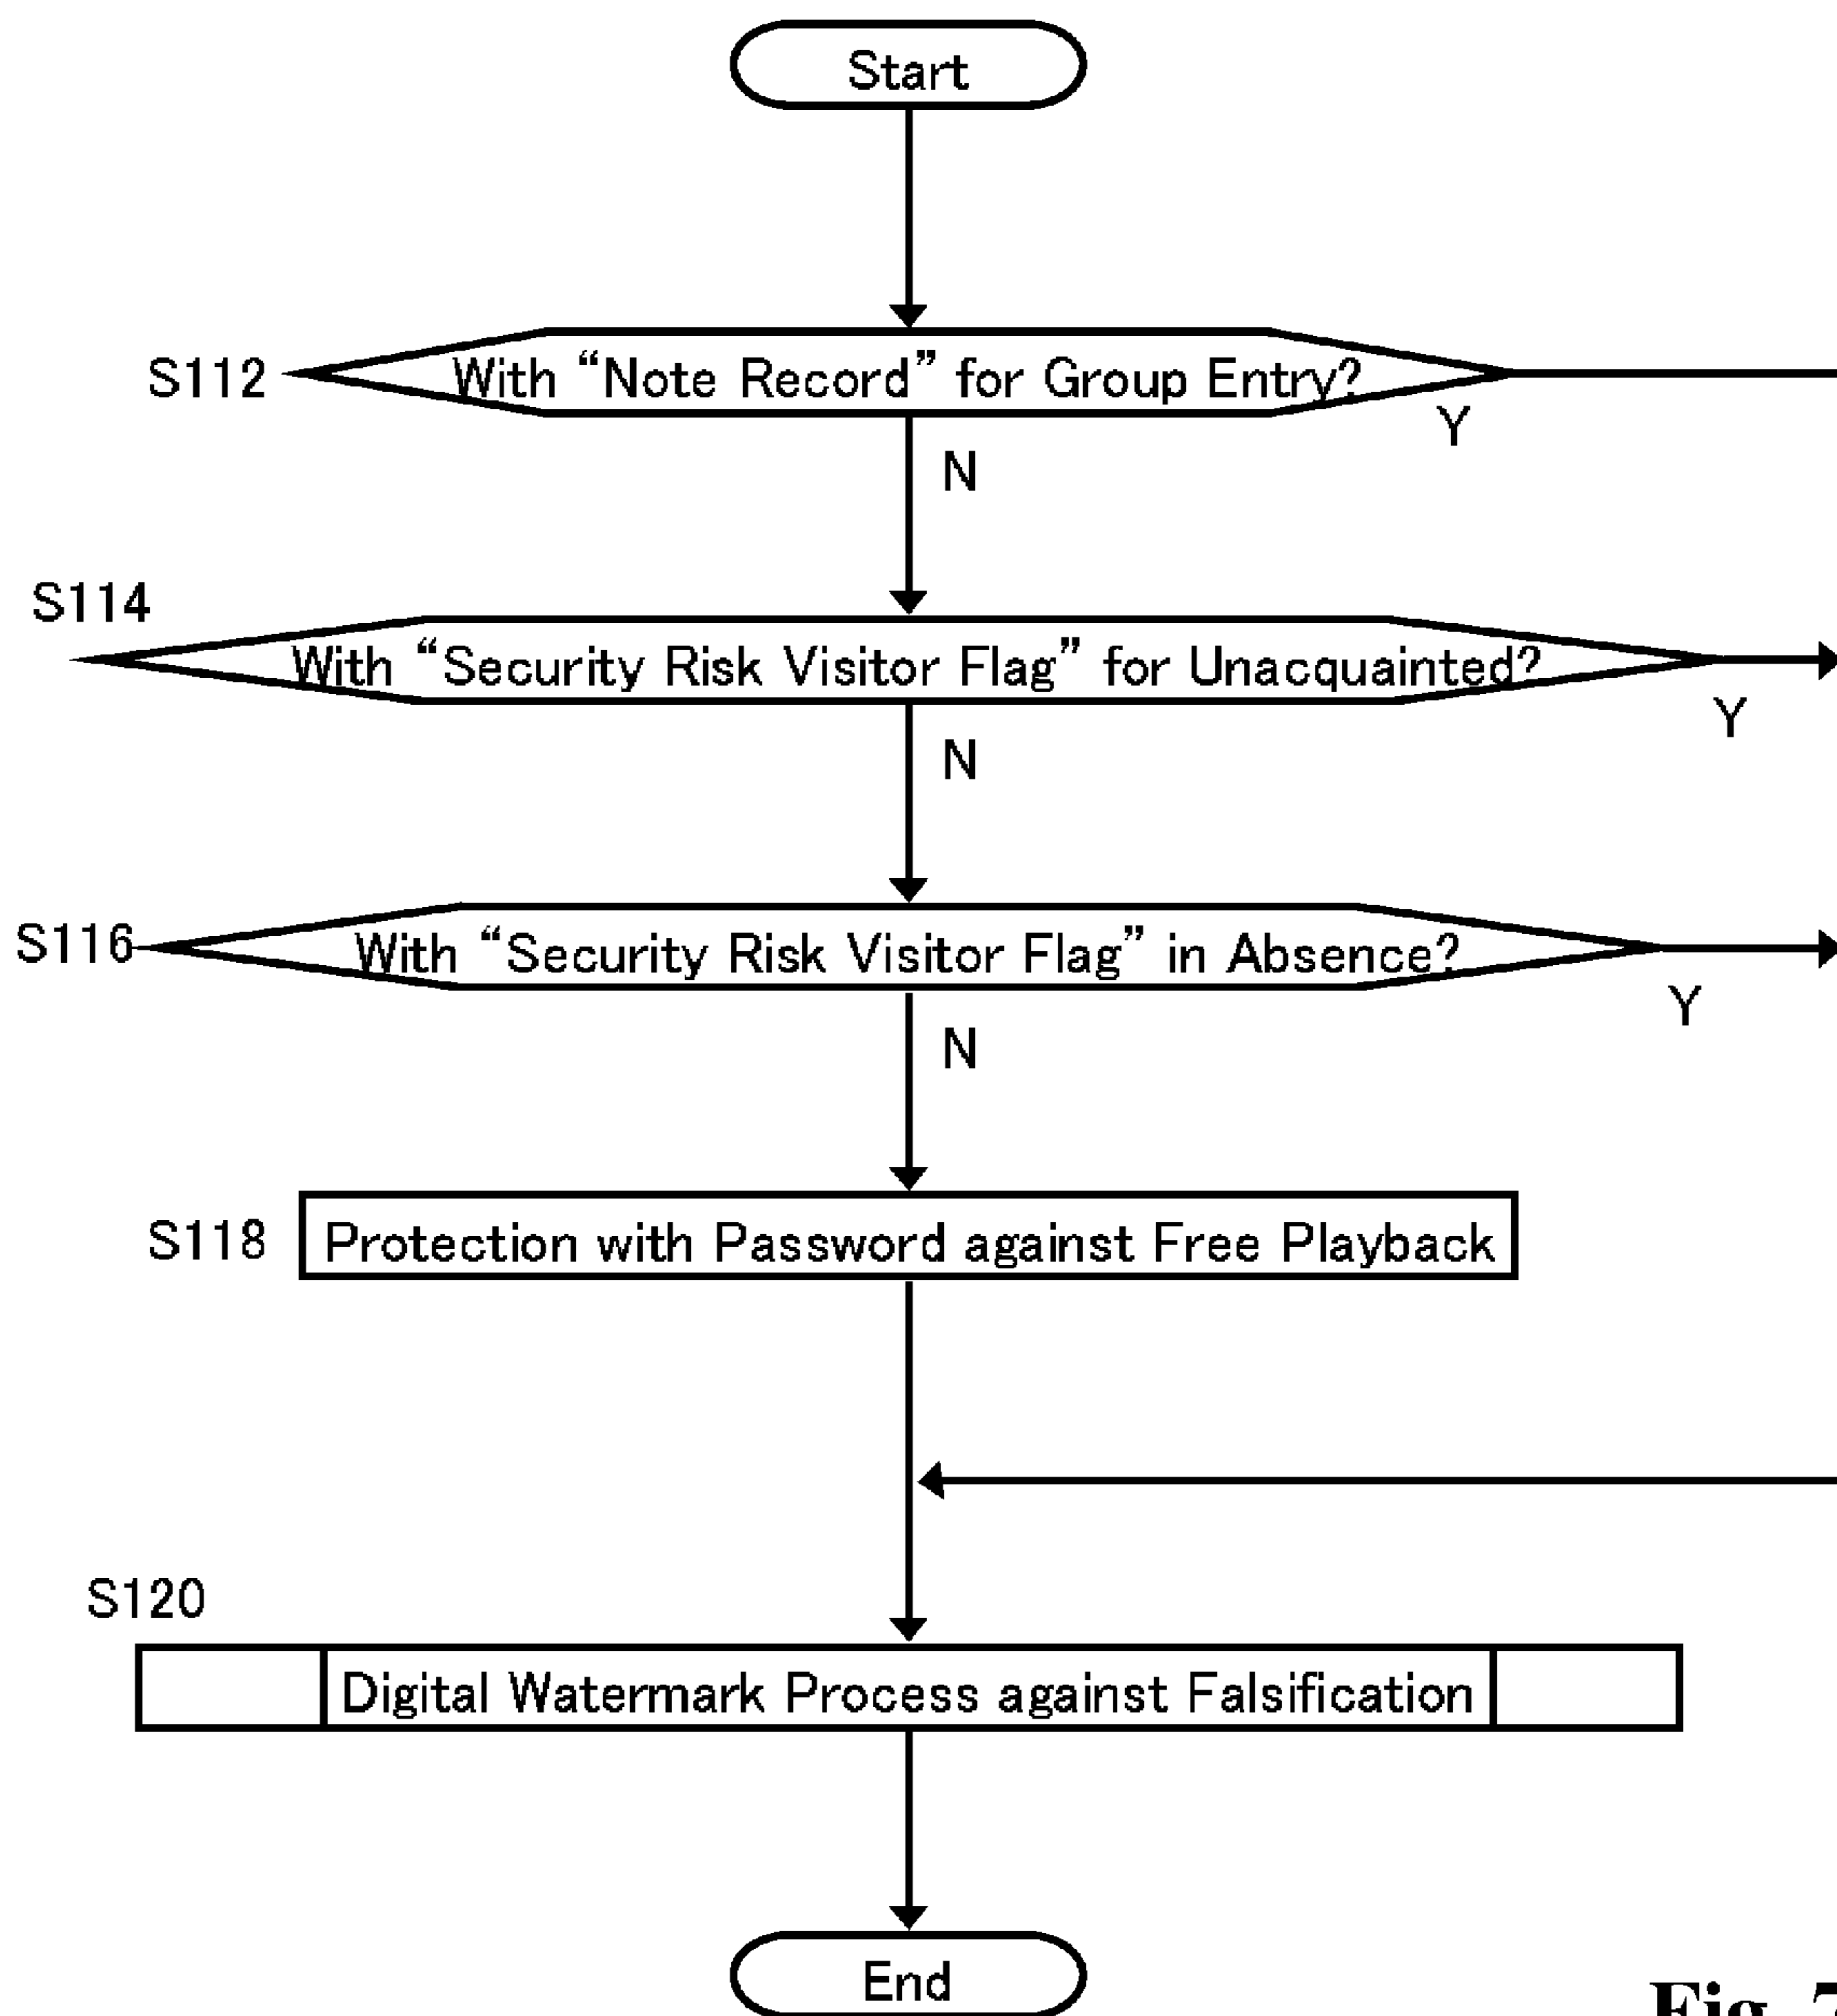 Start
S112
With “Note Record” for Group Entry?
Y
N
S114
With “Security Risk Visitor Flag” for Unacquainted?
Y
N
S116
With “Security Risk Visitor Flag” in Absence?
Y
N
S118
Protection with Password against Free Playback
S120
Digital Watermark Process against Falsification
End
Fig. 7